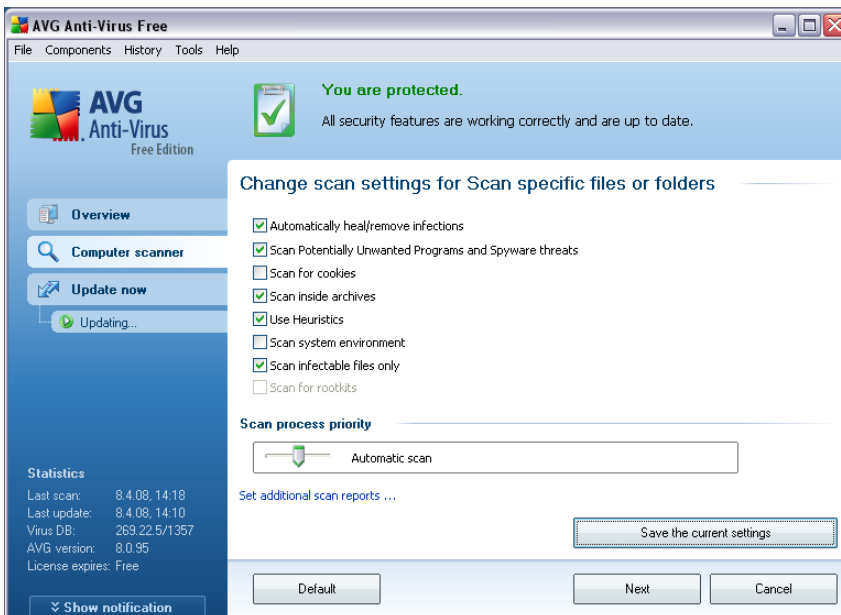 AVG Anti-Virus Free
File Components History Tools Help
AVG
Anti-Virus
Free Edition
You are protected.
All security features are working correctly and are up to date.
Overview
Computer scanner
Update now
Updating...
Change scan settings for Scan specific files or folders
Automatically heal/remove infections
Scan Potentially Unwanted Programs and Spyware threats
Scan for cookies
Scan inside archives
Use Heuristics
Scan system environment
Scan infectable files only
Scan for rootkits
Scan process priority
Automatic scan
Set additional scan reports ...
Save the current settings
Statistics
Last scan: 8.4.08, 14:18
Last update: 8.4.08, 14:10
Virus DB: 269.22.5/1357
AVG version: 8.0.95
License expires: Free
Show notification
Default
Next
Cancel